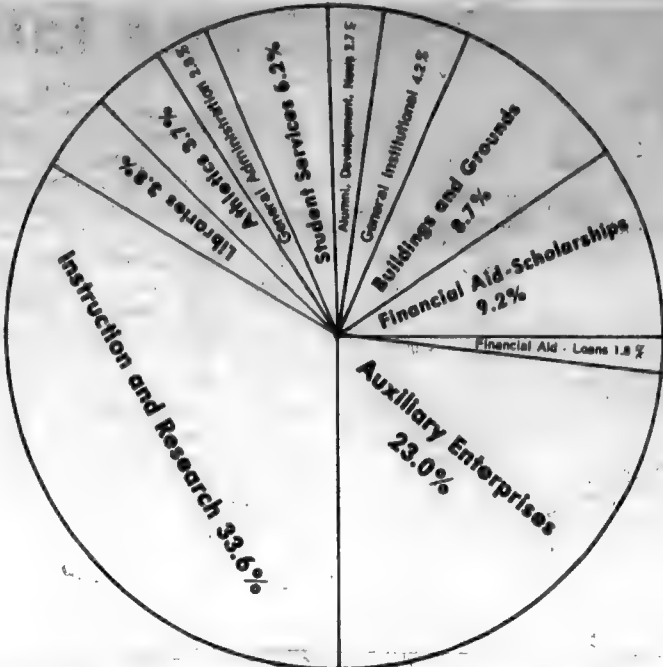 Instruction and Research 33.6%
Libraries 3.8%
Athletics 3.7%
General Administration 2.8%
Student Services 6.2%
Alumni, Development, News 2.7%
General Institutional 4.2%
Buildings and Grounds
8.7%
Financial Aid-Scholarships
9.2%
Financial Aid - Loans 1.8%
Auxiliary Enterprises
23.0%